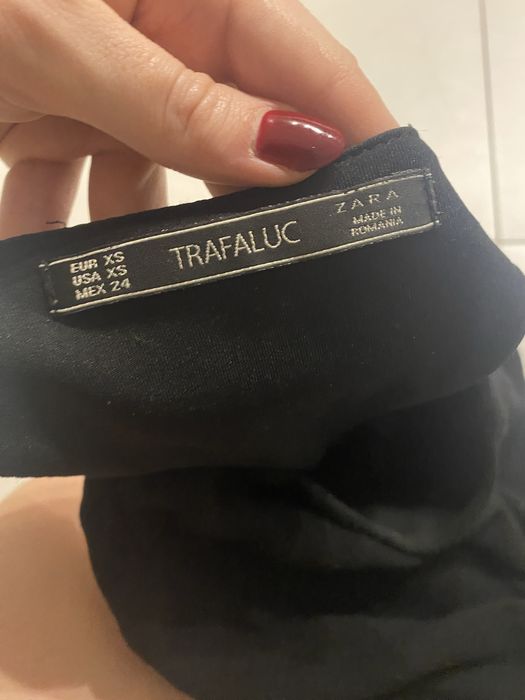 EUR XS
USA XS
MEX 24
TRAFALUC
ZARA
MADE IN
ROMANIA